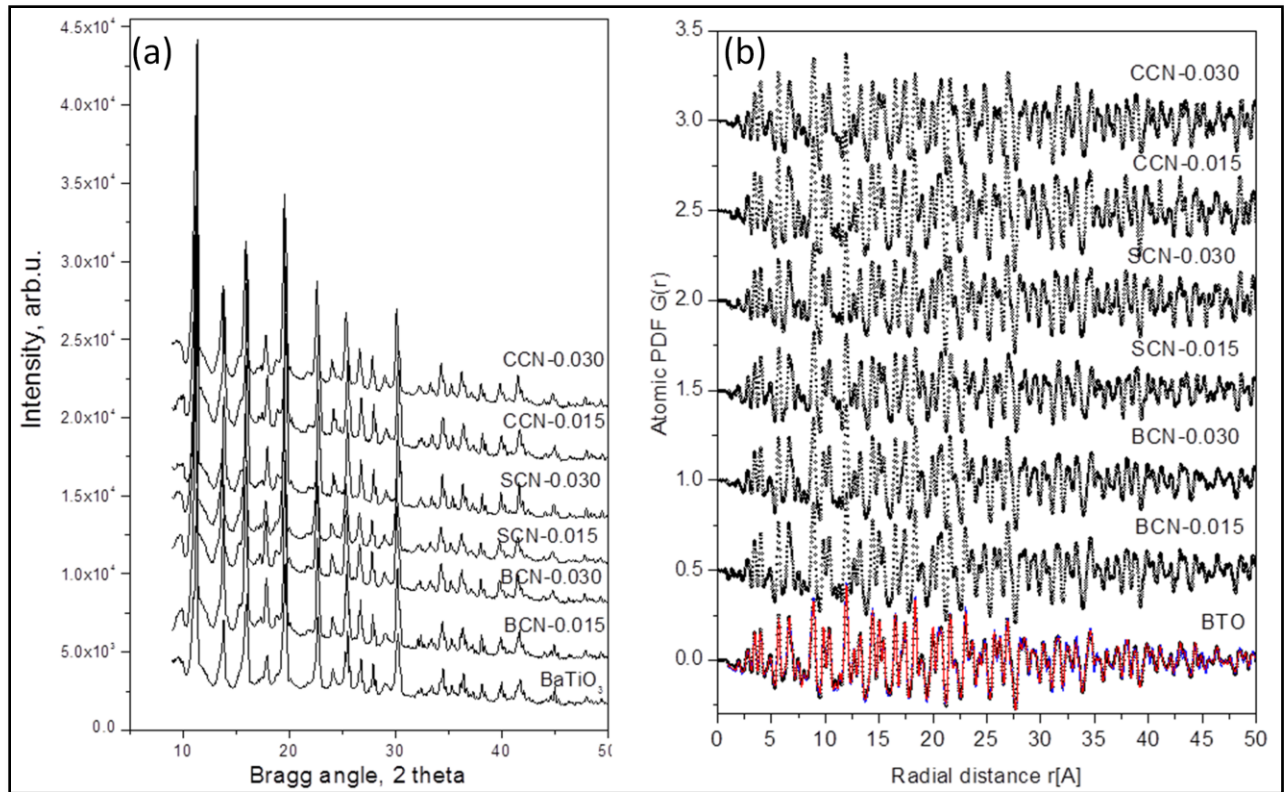 (a)
4.5x10⁴
4.0x10⁴
3.5x10⁴
3.0x10⁴
2.5x10⁴
2.0x10⁴
1.5x10⁴
1.0x10⁴
5.0x10³
0.0
Intensity, arb.u.
CCN-0.030
CCN-0.015
SCN-0.030
SCN-0.015
BCN-0.030
BCN-0.015
BaTiO₃
10
20
30
40
50
Bragg angle, 2 theta
(b)
3.5
3.0
2.5
2.0
1.5
1.0
0.5
0.0
Atomic PDF G(r)
CCN-0.030
CCN-0.015
SCN-0.030
SCN-0.015
BCN-0.030
BCN-0.015
BTO
0
5
10
15
20
25
30
35
40
45
50
Radial distance r[A]